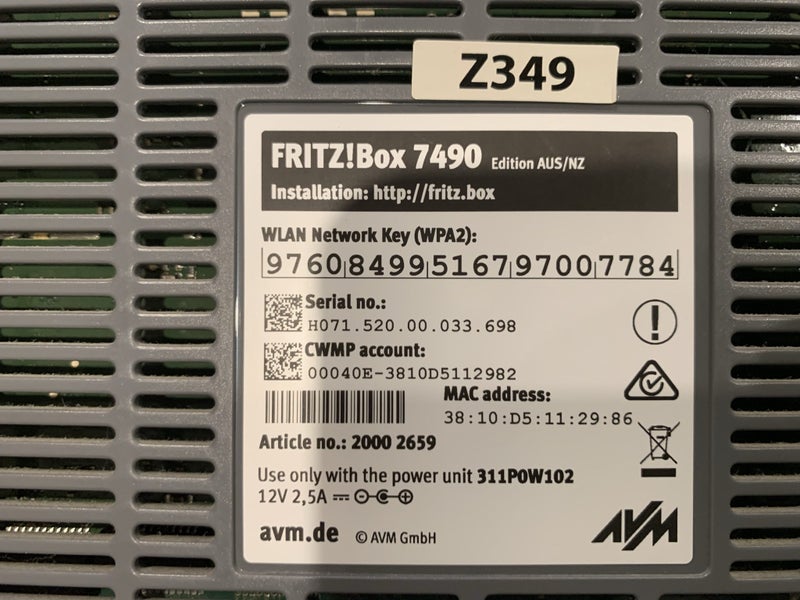 Z349
FRITZ!Box 7490 Edition AUS/NZ
Installation: http://fritz.box
WLAN Network Key (WPA2):
9760|8499|5167|9700|7784
Serial no.:
H071.520.00.033.698
CWMP account:
00040E-3810D5112982
MAC address:
38:10:D5:11:29:86
Article no.: 2000 2659
Use only with the power unit 311P0W102
12V 2,5A
avm.de © AVM GmbH
AVM